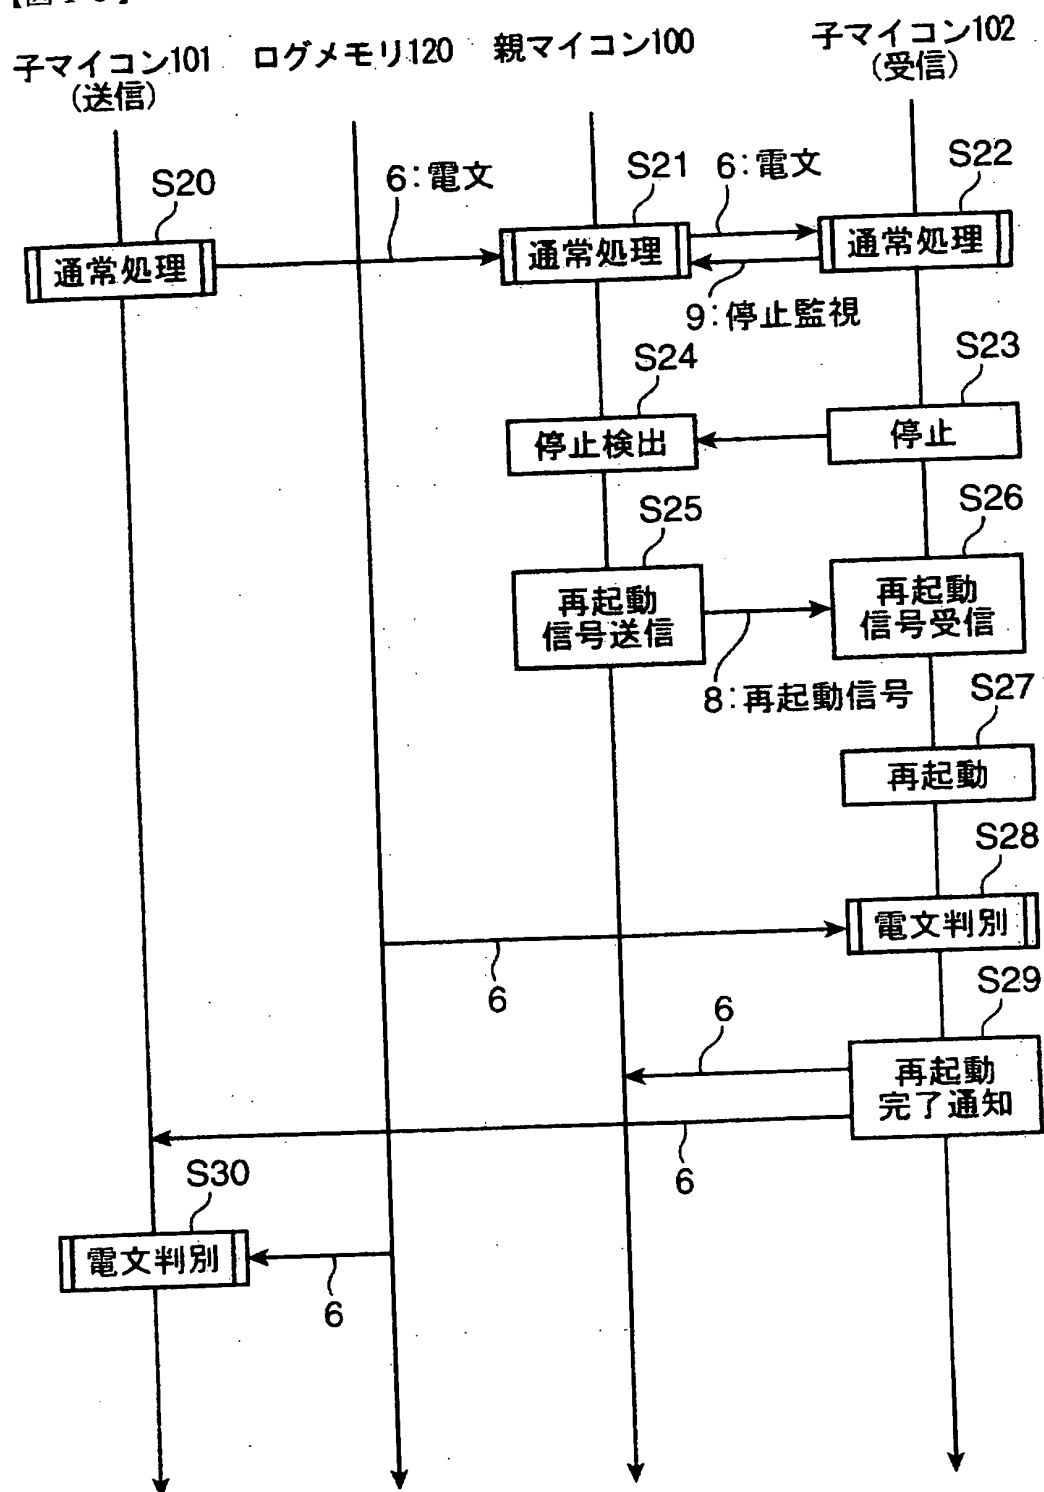 子マイコン101
(送信)
ログメモリ120
親マイコン100
子マイコン102
(受信)
S20
6:電文
S21
6:電文
S22
通常処理
通常処理
通常処理
9:停止監視
S24
S23
停止検出
停止
S25
S26
再起動
信号送信
再起動
信号受信
8:再起動信号
S27
再起動
S28
電文判別
6
S29
6
再起動
完了通知
6
S30
電文判別
6